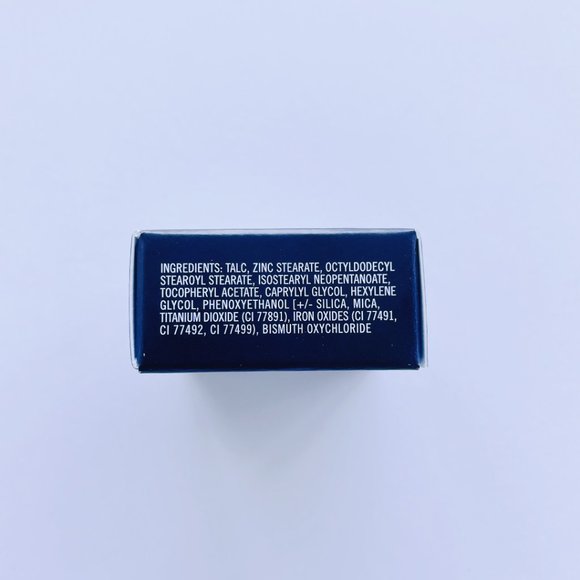 INGREDIENTS: TALC, ZINC STEARATE, OCTYLDODECYL
STEAROYL STEARATE, ISOSTEARYL NEOPENTANOATE,
TOCOPHERYL ACETATE, CAPRYLYL GLYCOL, HEXYLENE
GLYCOL, PHENOXYETHANOL [+/- SILICA, MICA,
TITANIUM DIOXIDE (CI 77891), IRON OXIDES (CI 77491,
CI 77492, CI 77499), BISMUTH OXYCHLORIDE